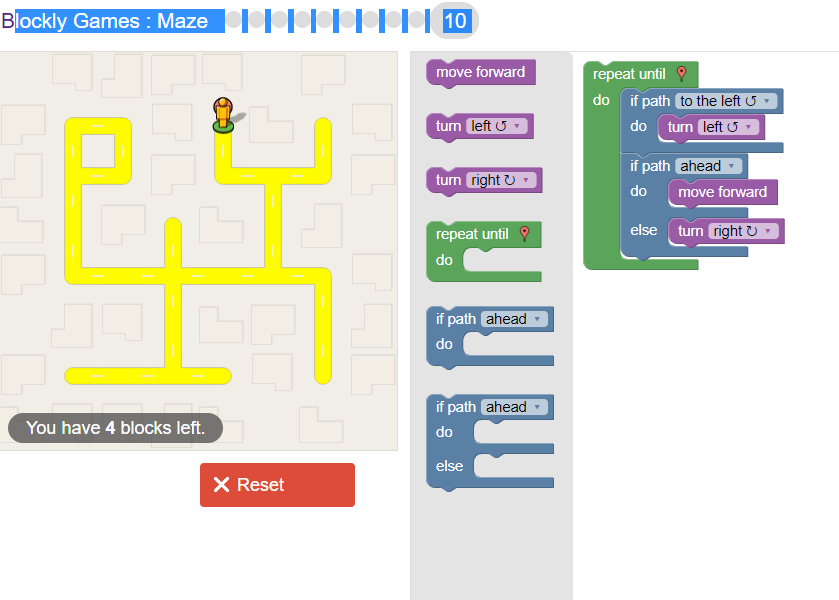 Blockly Games : Maze 10
You have 4 blocks left.
Reset
move forward
turn left ↺ ▾
turn right ↻ ▾
repeat until
do
if path ahead ▾
do
if path ahead ▾
do
else
repeat until
do
if path to the left ↺ ▾
do turn left ↺ ▾
if path ahead ▾
do move forward
else turn right ↻ ▾